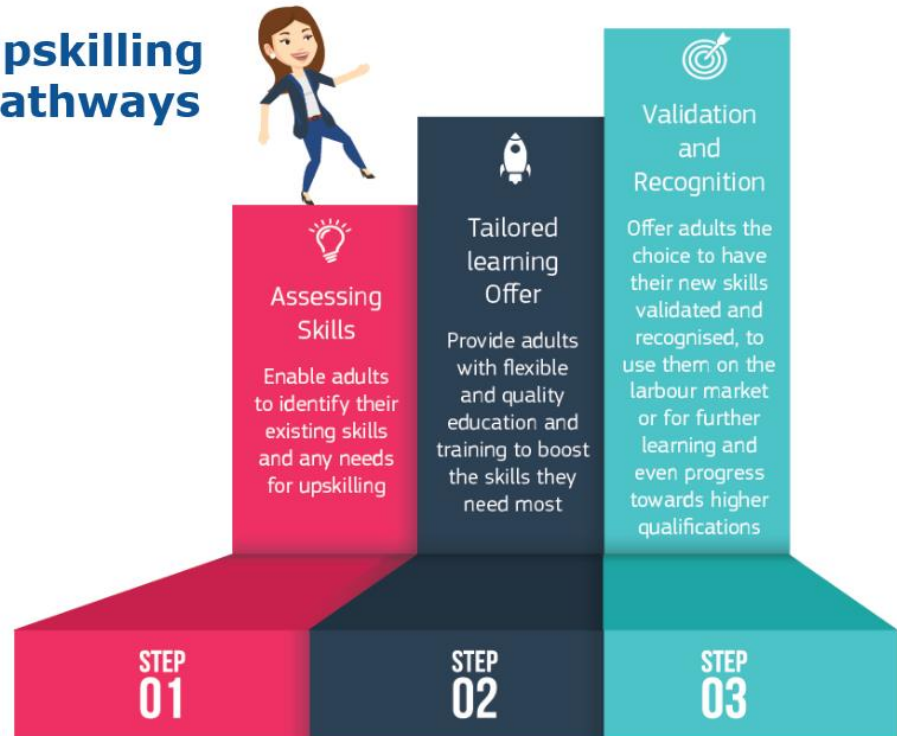 pskilling
athways
Assessing
Skills
Enable adults
to identify their
existing skills
and any needs
for upskilling
STEP
01
Tailored
learning
Offer
Provide adults
with flexible
and quality
education and
training to boost
the skills they
need most
STEP
02
Validation
and
Recognition
Offer adults the
choice to have
their new skills
validated and
recognised, to
use them on the
larbour market
or for further
learning and
even progress
towards higher
qualifications
STEP
03